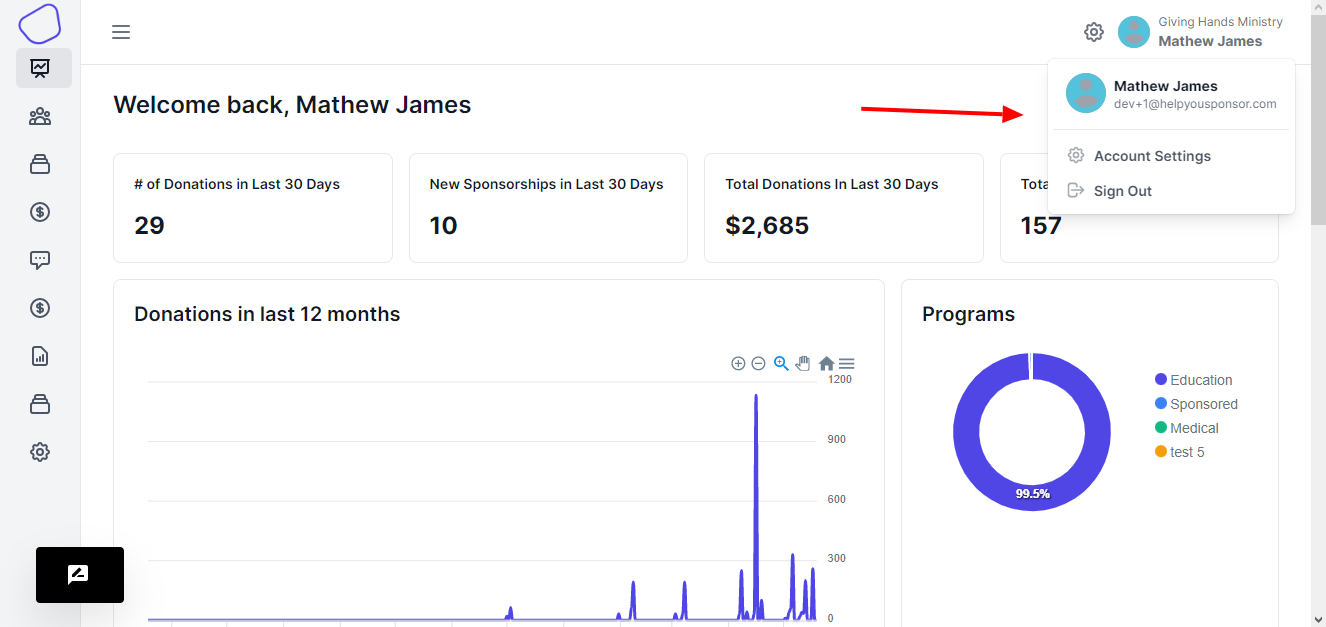 Giving Hands Ministry
Mathew James
Mathew James
dev+1@helpyousponsor.com
Account Settings
Sign Out
Welcome back, Mathew James
# of Donations in Last 30 Days
29
New Sponsorships in Last 30 Days
10
Total Donations In Last 30 Days
$2,685
157
Donations in last 12 months
1200
900
600
300
0
Programs
99.5%
Education
Sponsored
Medical
test 5